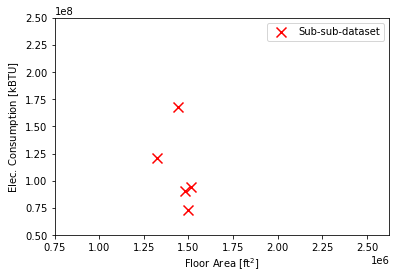 1e8
Sub-sub-dataset
2.50
2.25
2.00
1.75
1.50
1.25
1.00
0.75
0.50
Elec. Consumption [kBTU]
0.75 1.00 1.25 1.50 1.75 2.00 2.25 2.50
1e6
Floor Area [ft²]